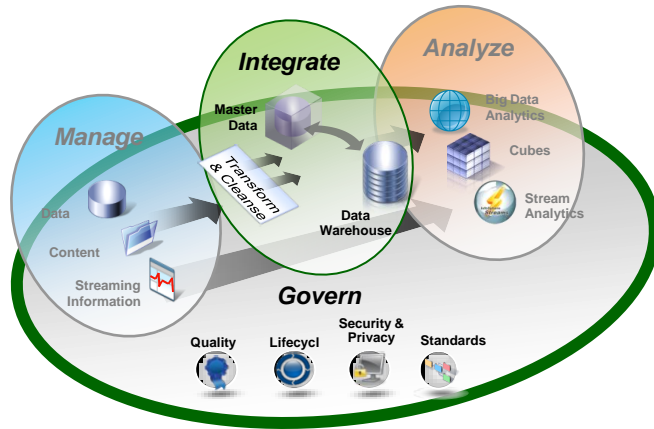 Analyze
Integrate
Manage
Master
Data
Big Data
Analytics
Cubes
Transform
& Cleanse
Stream
Analytics
Data
Data
Warehouse
Content
Streaming
Information
Govern
Quality
Lifecycl
Security &
Privacy
Standards